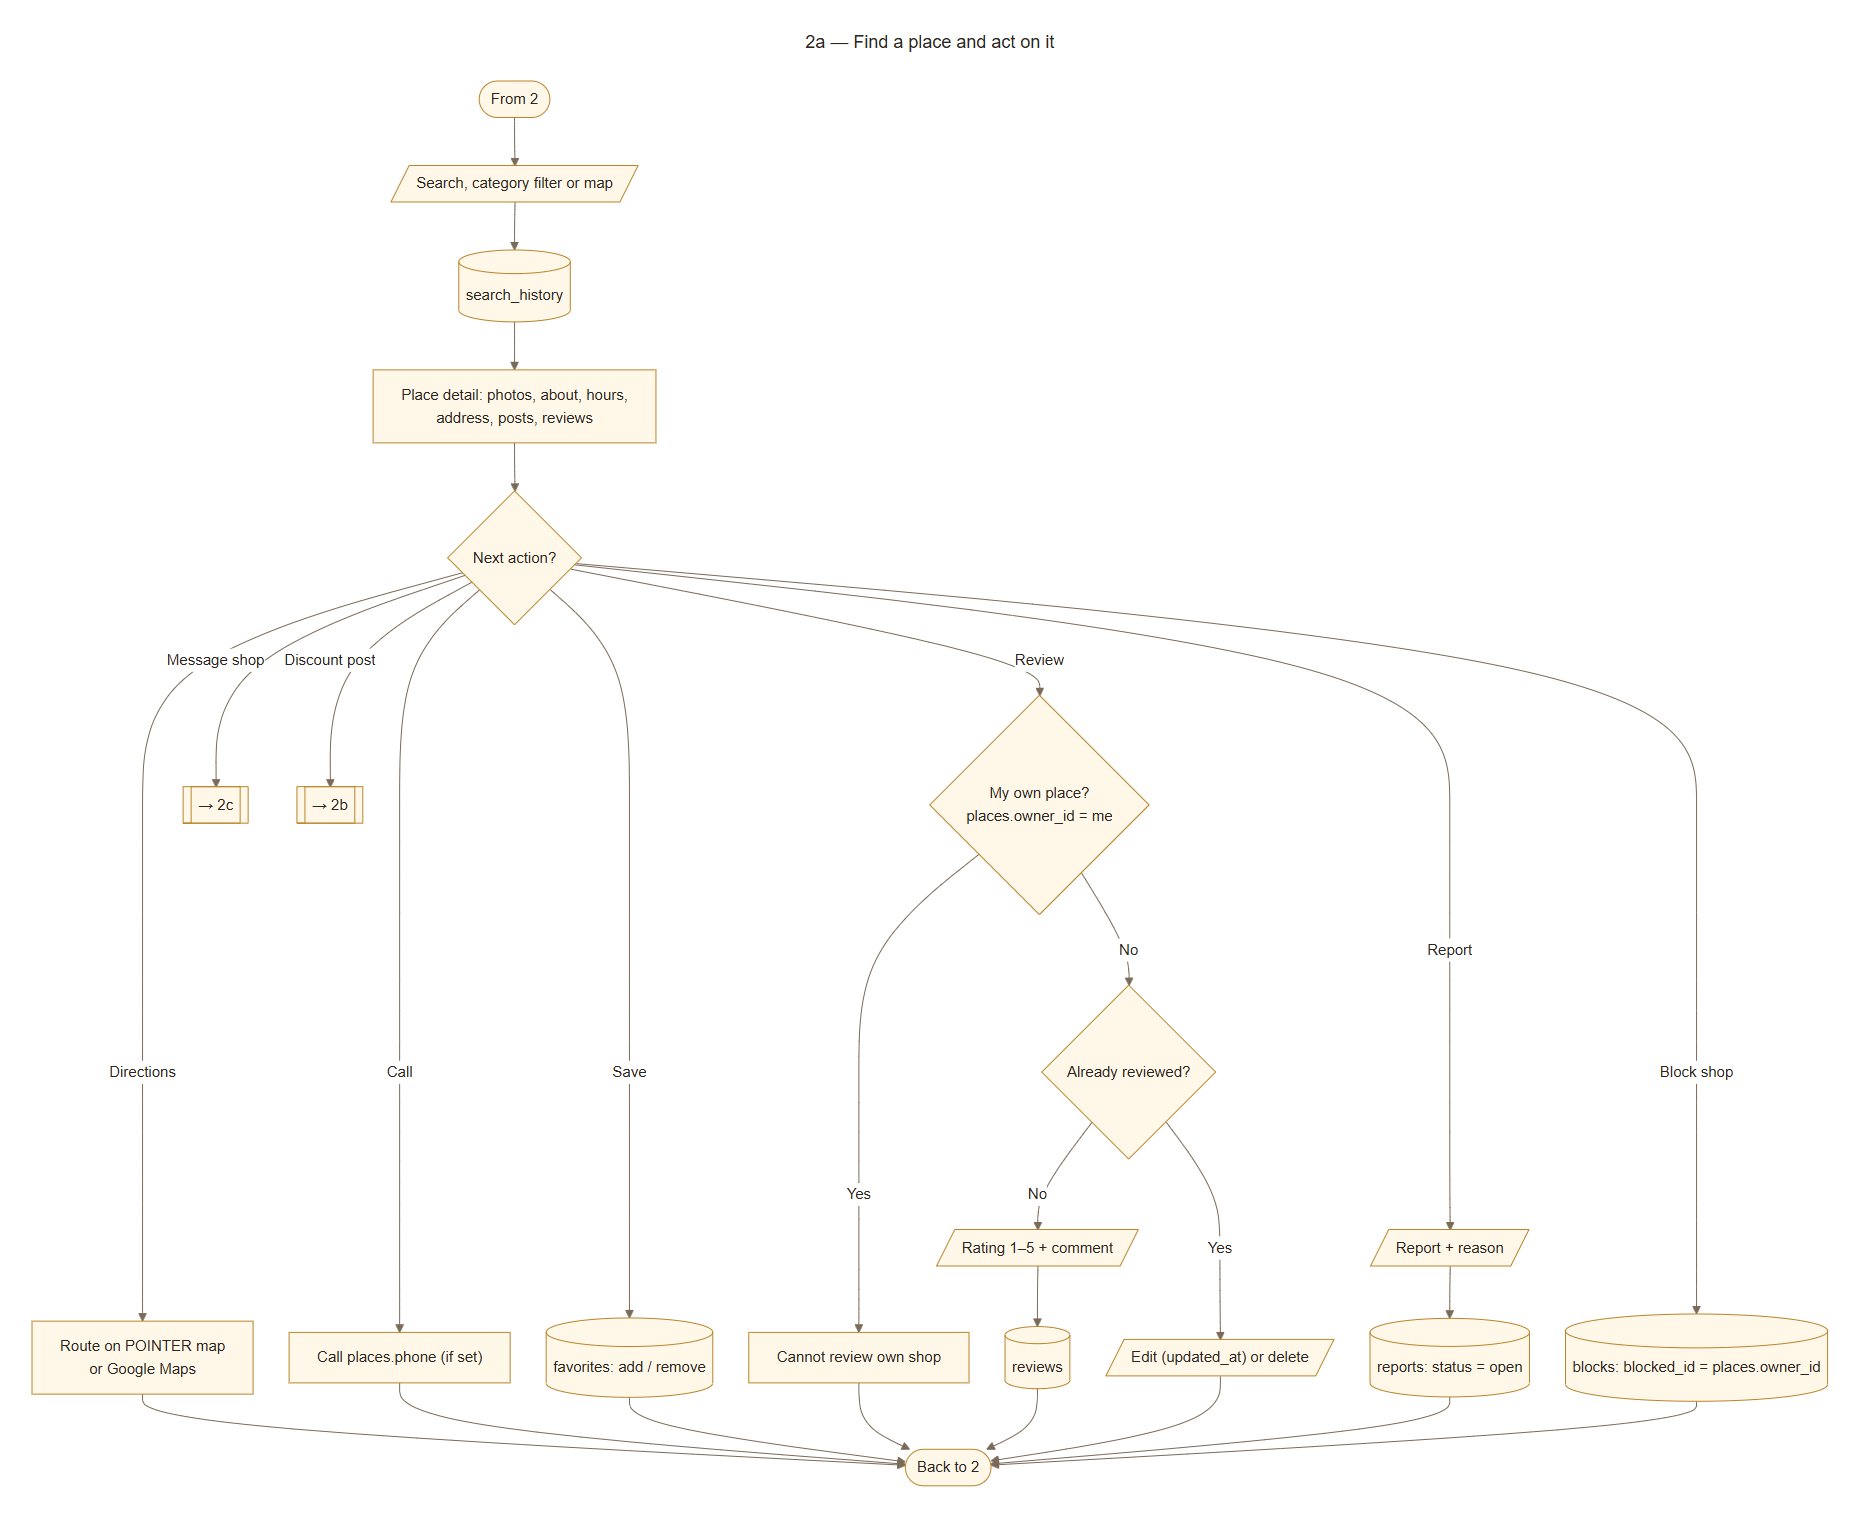 2a — Find a place and act on it
From 2
Search, category filter or map
search_history
Place detail: photos, about, hours,
address, posts, reviews
Next action?
Message shop
Discount post
Review
→ 2c
→ 2b
My own place?
places.owner_id = me
No
Report
Directions
Call
Save
Already reviewed?
Block shop
Yes
No
Rating 1–5 + comment
Yes
Report + reason
Route on POINTER map
or Google Maps
Call places.phone (if set)
favorites: add / remove
Cannot review own shop
reviews
Edit (updated_at) or delete
reports: status = open
blocks: blocked_id = places.owner_id
Back to 2